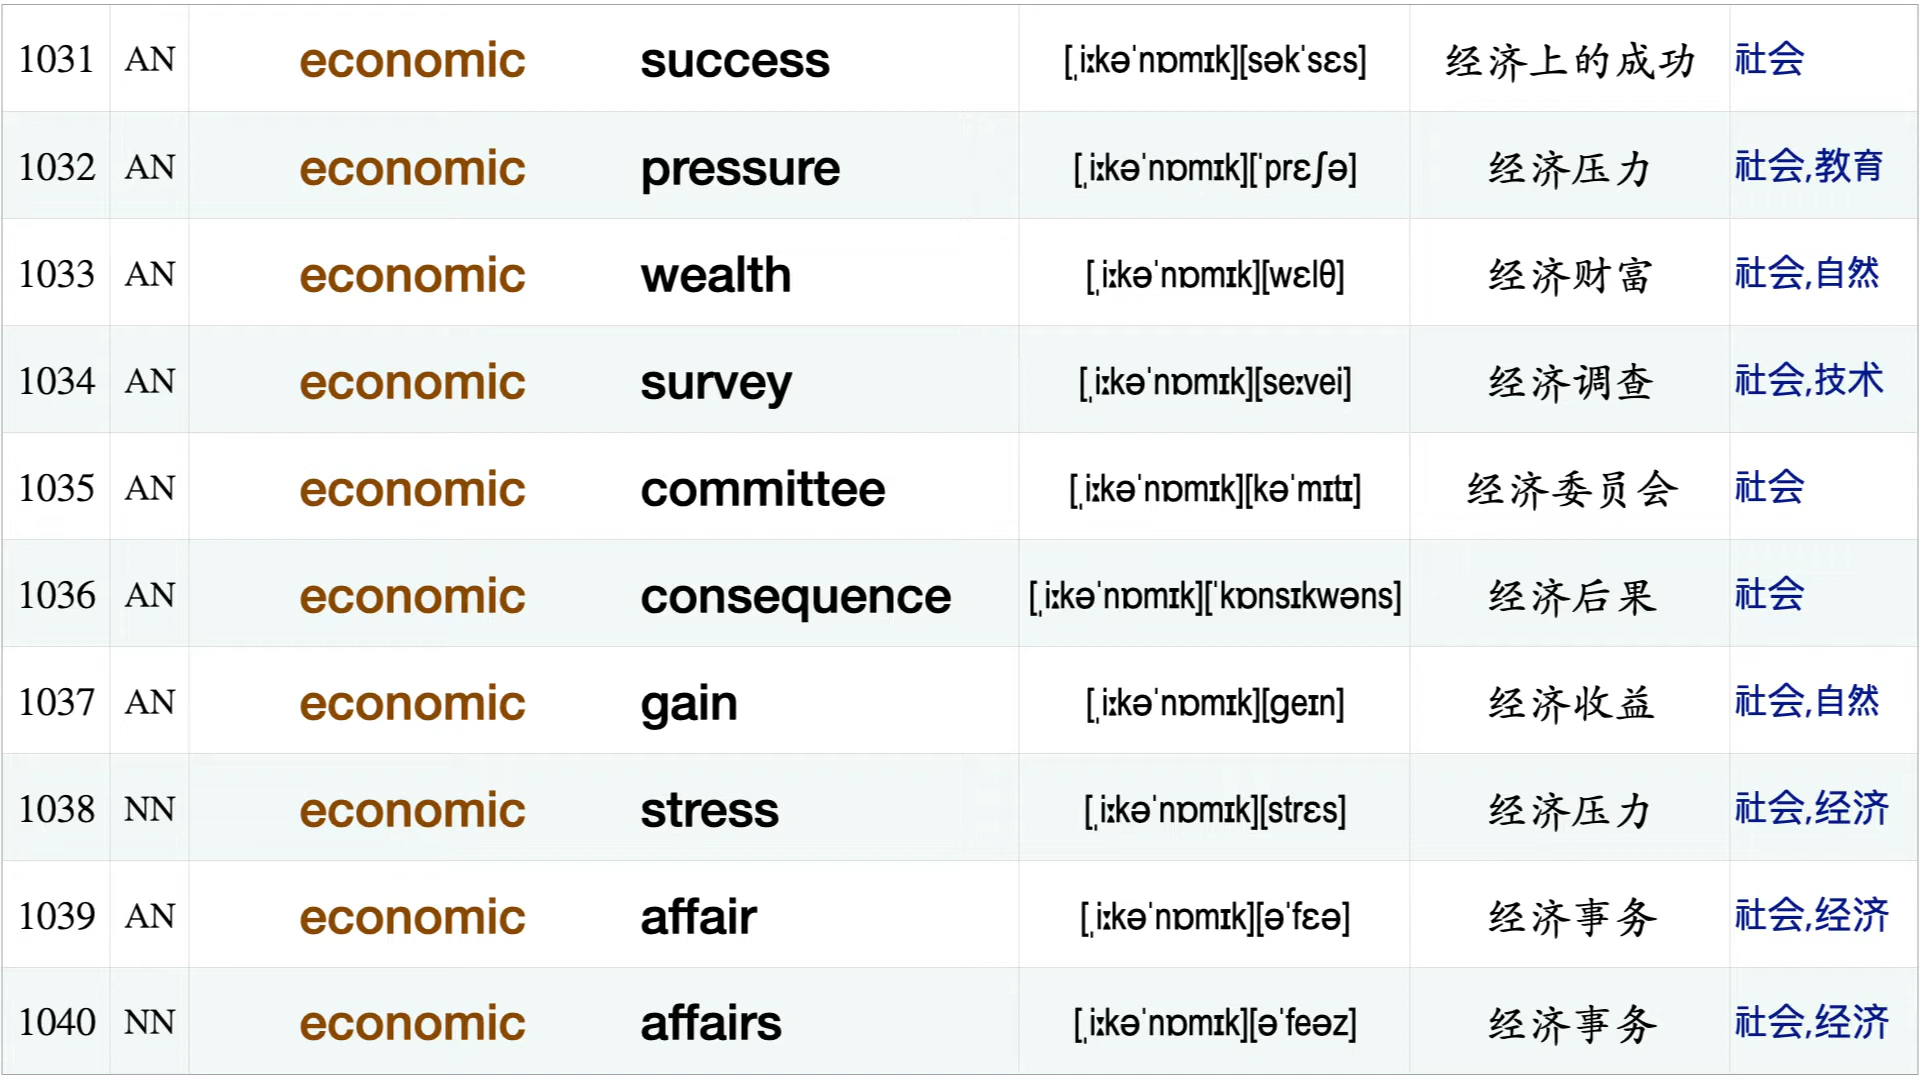 1031 AN economic success [ˌiːkəˈnɒmɪk][səkˈsɛs] 经济上的成功 社会
1032 AN economic pressure [ˌiːkəˈnɒmɪk][ˈprɛʃə] 经济压力 社会,教育
1033 AN economic wealth [ˌiːkəˈnɒmɪk][wɛlθ] 经济财富 社会,自然
1034 AN economic survey [ˌiːkəˈnɒmɪk][seːvei] 经济调查 社会,技术
1035 AN economic committee [ˌiːkəˈnɒmɪk][kəˈmɪtɪ] 经济委员会 社会
1036 AN economic consequence [ˌiːkəˈnɒmɪk][ˈkɒnsɪkwəns] 经济后果 社会
1037 AN economic gain [ˌiːkəˈnɒmɪk][geɪn] 经济收益 社会,自然
1038 NN economic stress [ˌiːkəˈnɒmɪk][strɛs] 经济压力 社会,经济
1039 AN economic affair [ˌiːkəˈnɒmɪk][əˈfɛə] 经济事务 社会,经济
1040 NN economic affairs [ˌiːkəˈnɒmɪk][əˈfeəz] 经济事务 社会,经济